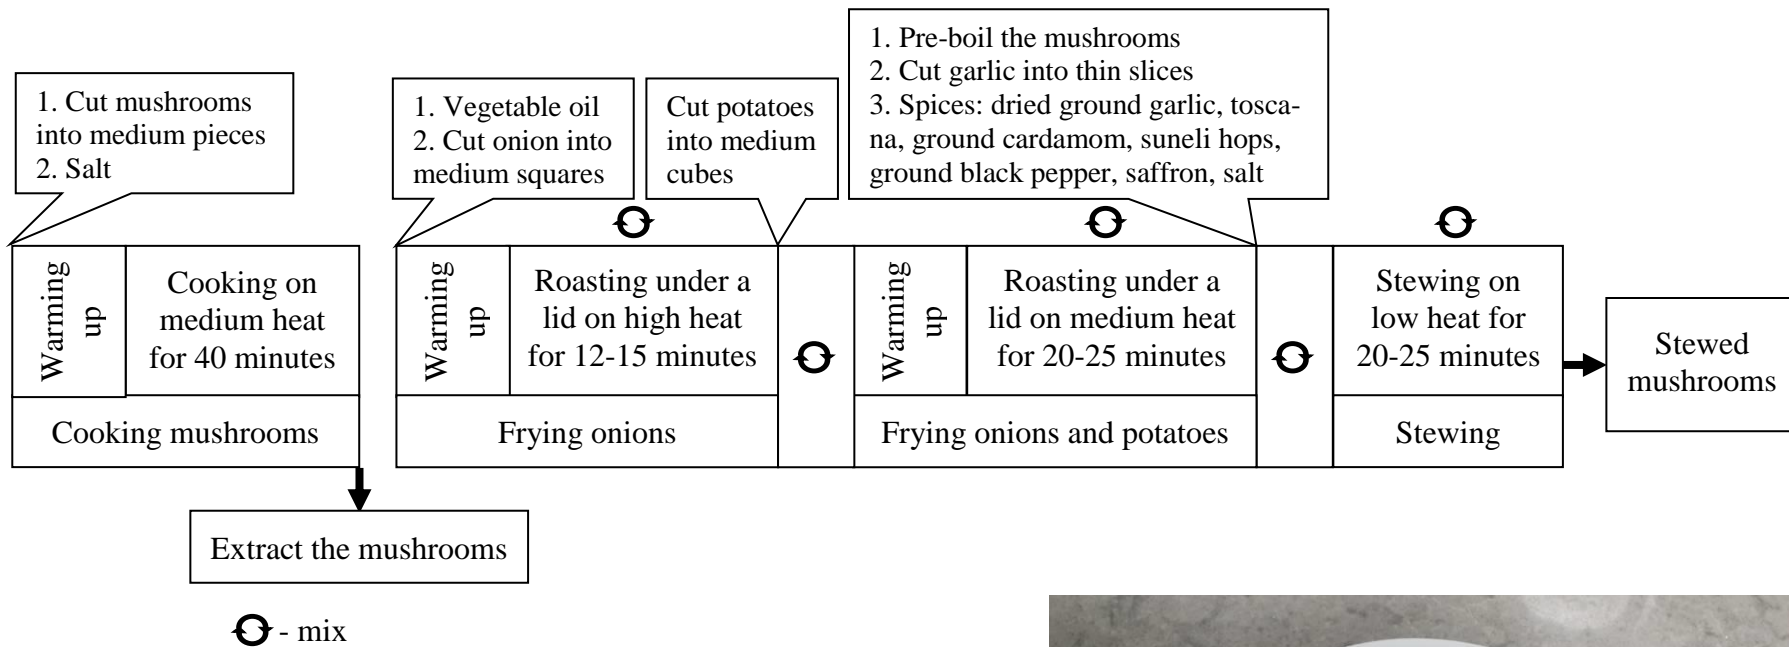 1. Cut mushrooms
into medium pieces
2. Salt
1. Vegetable oil
2. Cut onion into
medium squares
Cut potatoes
into medium
cubes
1. Pre-boil the mushrooms
2. Cut garlic into thin slices
3. Spices: dried ground garlic, tosca-
na, ground cardamom, suneli hops,
ground black pepper, saffron, salt
Warming
up
Cooking on
medium heat
for 40 minutes
Cooking mushrooms
Extract the mushrooms
Warming
up
Roasting under a
lid on high heat
for 12-15 minutes
Frying onions
Warming
up
Roasting under a
lid on medium heat
for 20-25 minutes
Frying onions and potatoes
Stewing on
low heat for
20-25 minutes
Stewing
Stewed
mushrooms
- mix